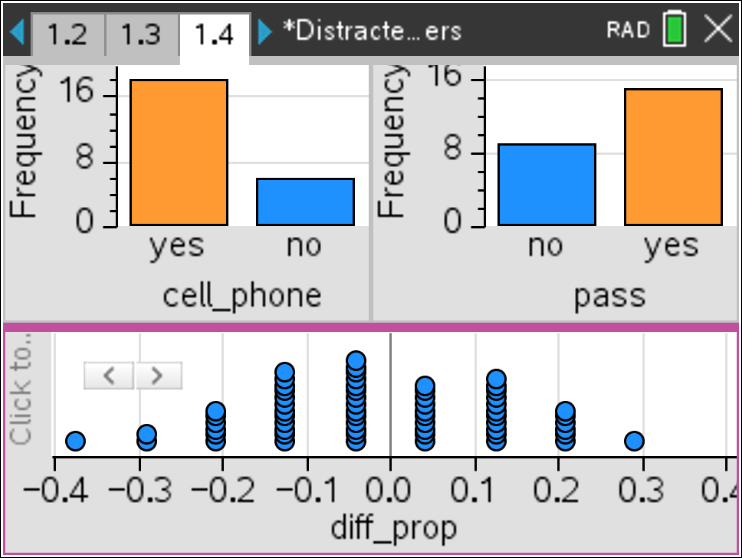 1.2 1.3 1.4 *Distracte...ers RAD
Frequency
16
8
0
yes no
cell_phone
Frequency
16
8
0
no yes
pass
Click to..
< >
−0.4 −0.3 −0.2 −0.1 0.0 0.1 0.2 0.3 0.4
diff_prop